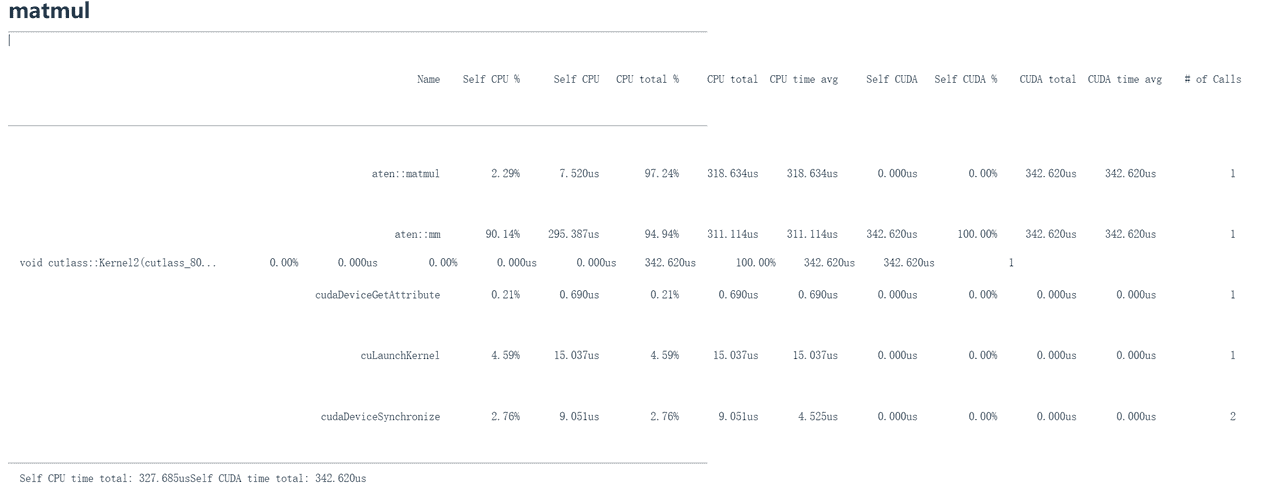 matmul
Name Self CPU % Self CPU CPU total % CPU total CPU time avg Self CUDA Self CUDA % CUDA total CUDA time avg # of Calls
aten::matmul 2.29% 7.520us 97.24% 318.634us 318.634us 0.000us 0.00% 342.620us 342.620us 1
aten::mm 90.14% 295.387us 94.94% 311.114us 311.114us 342.620us 100.00% 342.620us 342.620us 1
void cutlass::Kernel2(cutlass_80... 0.00% 0.000us 0.00% 0.000us 0.000us 342.620us 100.00% 342.620us 342.620us 1
cudaDeviceGetAttribute 0.21% 0.690us 0.21% 0.690us 0.690us 0.000us 0.00% 0.000us 0.000us 1
cuLaunchKernel 4.59% 15.037us 4.59% 15.037us 15.037us 0.000us 0.00% 0.000us 0.000us 1
cudaDeviceSynchronize 2.76% 9.051us 2.76% 9.051us 4.525us 0.000us 0.00% 0.000us 0.000us 2
Self CPU time total: 327.685usSelf CUDA time total: 342.620us